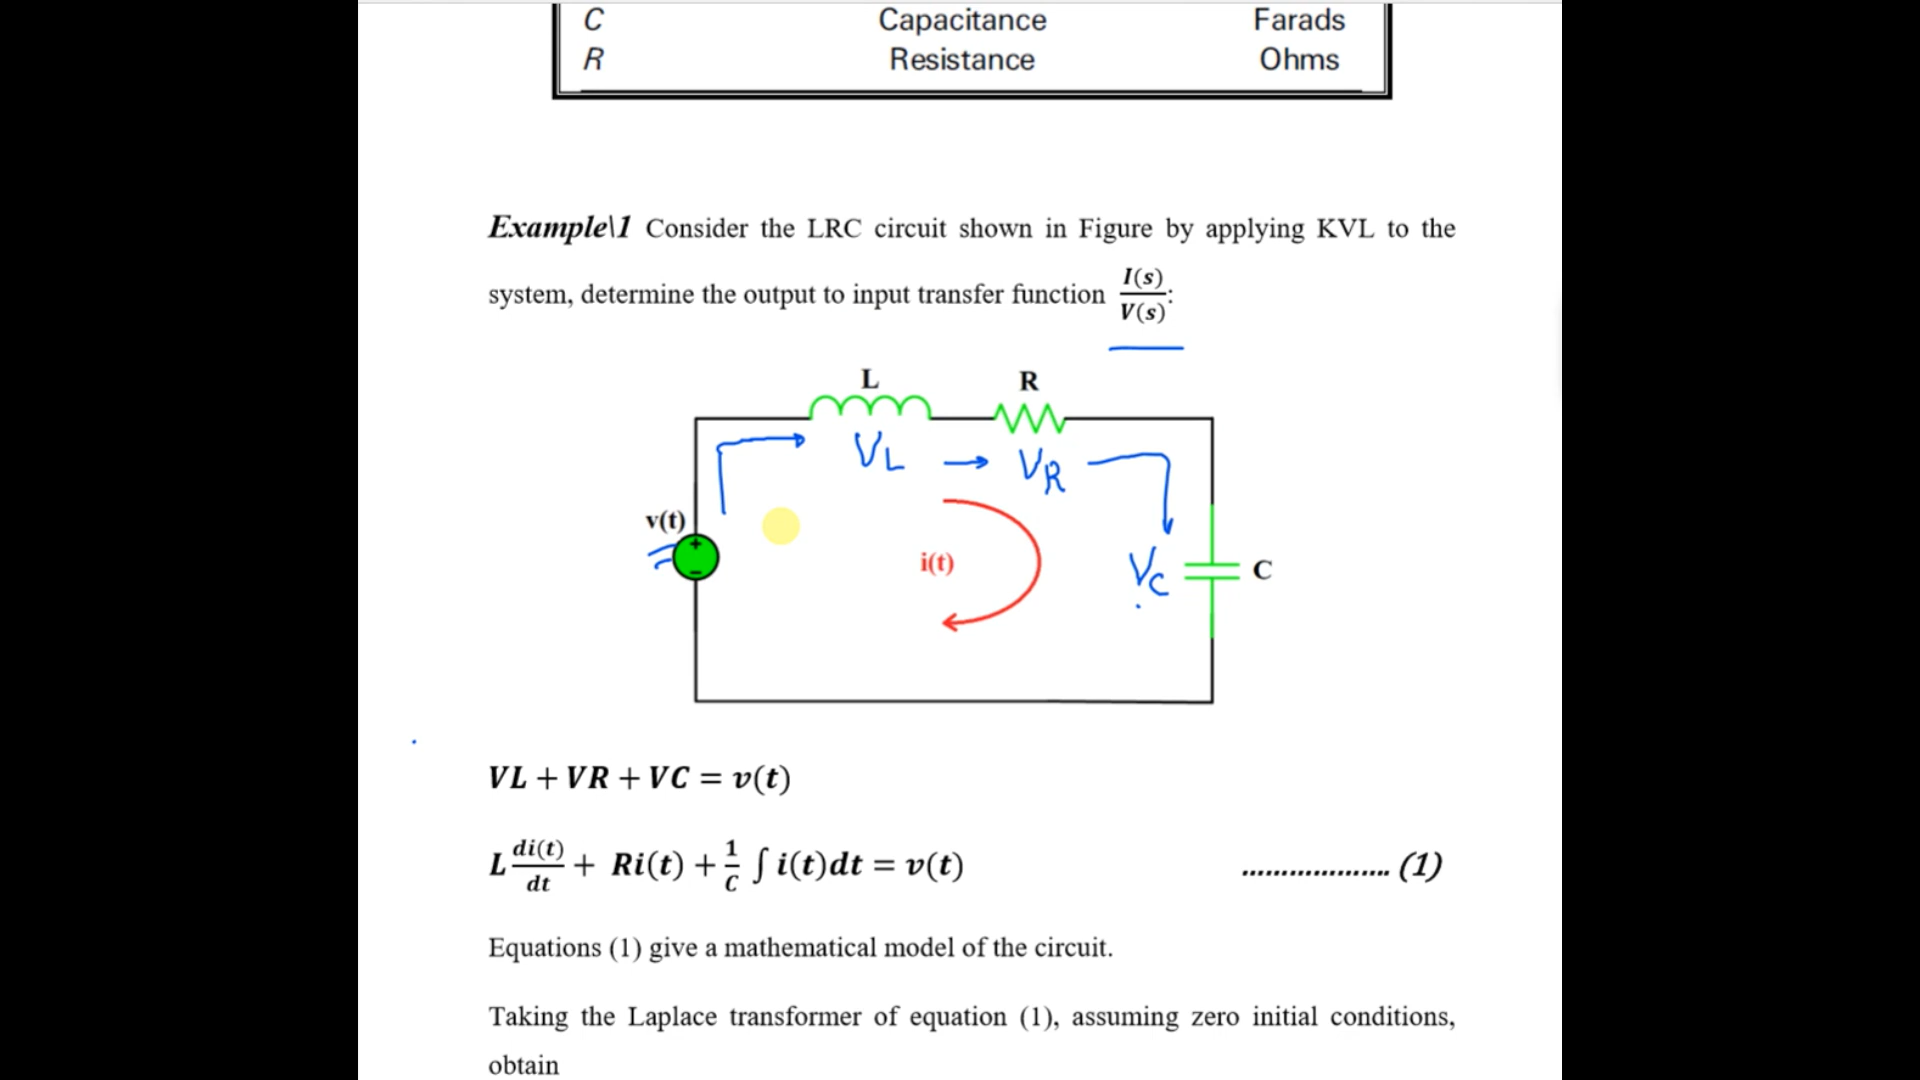 C Capacitance Farads
R Resistance Ohms
Example\1 Consider the LRC circuit shown in Figure by applying KVL to the
system, determine the output to input transfer function I(s)/V(s):
L R
VL → VR
v(t)
i(t)
Vc
C
VL + VR + VC = v(t)
L di(t)/dt + Ri(t) + 1/C ∫ i(t)dt = v(t) ................... (1)
Equations (1) give a mathematical model of the circuit.
Taking the Laplace transformer of equation (1), assuming zero initial conditions,
obtain